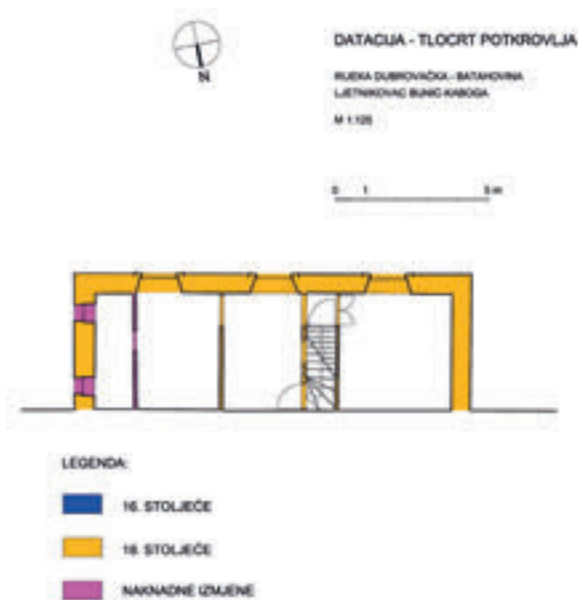 N
DATACIJA - TLOCRT POTKROVLJA
RIJEKA DUBROVAČKA - BATAHOVINA
LJETNIKOVAC BUNIĆ-KABOGA
M 1:125
0 1 5 m
LEGENDA:
16. STOLJEĆE
18. STOLJEĆE
NAKNADNE IZMJENE